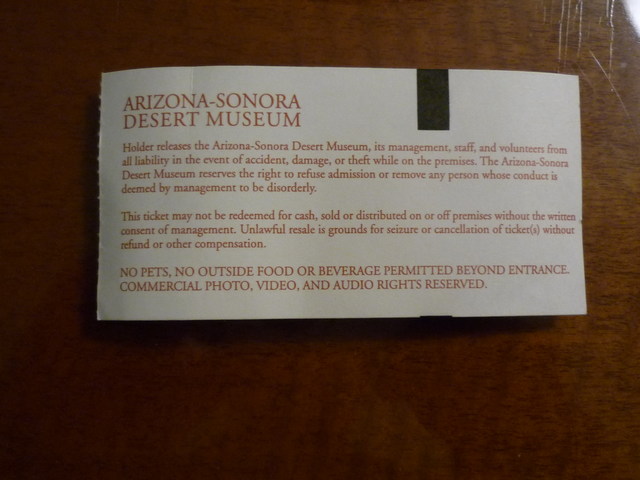 ARIZONA-SONORA
DESERT MUSEUM
Holder releases the Arizona-Sonora Desert Museum, its management, staff, and volunteers from
all liability in the event of accident, damage, or theft while on the premises. The Arizona-Sonora
Desert Museum reserves the right to refuse admission or remove any person whose conduct is
deemed by management to be disorderly.
This ticket may not be redeemed for cash, sold or distributed on or off premises without the written
consent of management. Unlawful resale is grounds for seizure or cancellation of ticket(s) without
refund or other compensation.
NO PETS, NO OUTSIDE FOOD OR BEVERAGE PERMITTED BEYOND ENTRANCE.
COMMERCIAL PHOTO, VIDEO, AND AUDIO RIGHTS RESERVED.